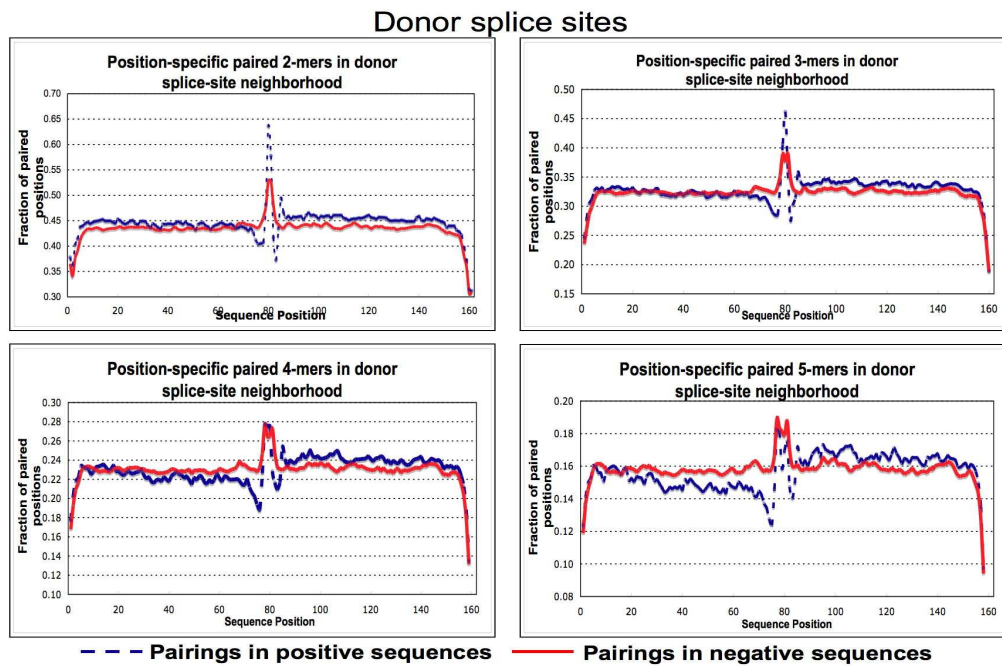 Donor splice sites
Position-specific paired 2-mers in donor
splice-site neighborhood
Fraction of paired
positions
0.70
0.65
0.60
0.55
0.50
0.45
0.40
0.35
0.30
0 20 40 60 80 100 120 140 160
Sequence Position
Position-specific paired 3-mers in donor
splice-site neighborhood
Fraction of paired
positions
0.50
0.45
0.40
0.35
0.30
0.25
0.20
0.15
0 20 40 60 80 100 120 140 160
Sequence Position
Position-specific paired 4-mers in donor
splice-site neighborhood
Fraction of paired
positions
0.30
0.28
0.26
0.24
0.22
0.20
0.18
0.16
0.14
0.12
0.10
0 20 40 60 80 100 120 140 160
Sequence Position
Position-specific paired 5-mers in donor
splice-site neighborhood
Fraction of paired
positions
0.20
0.18
0.16
0.14
0.12
0.10
0.08
0 20 40 60 80 100 120 140 160
Sequence Position
Pairings in positive sequences
Pairings in negative sequences